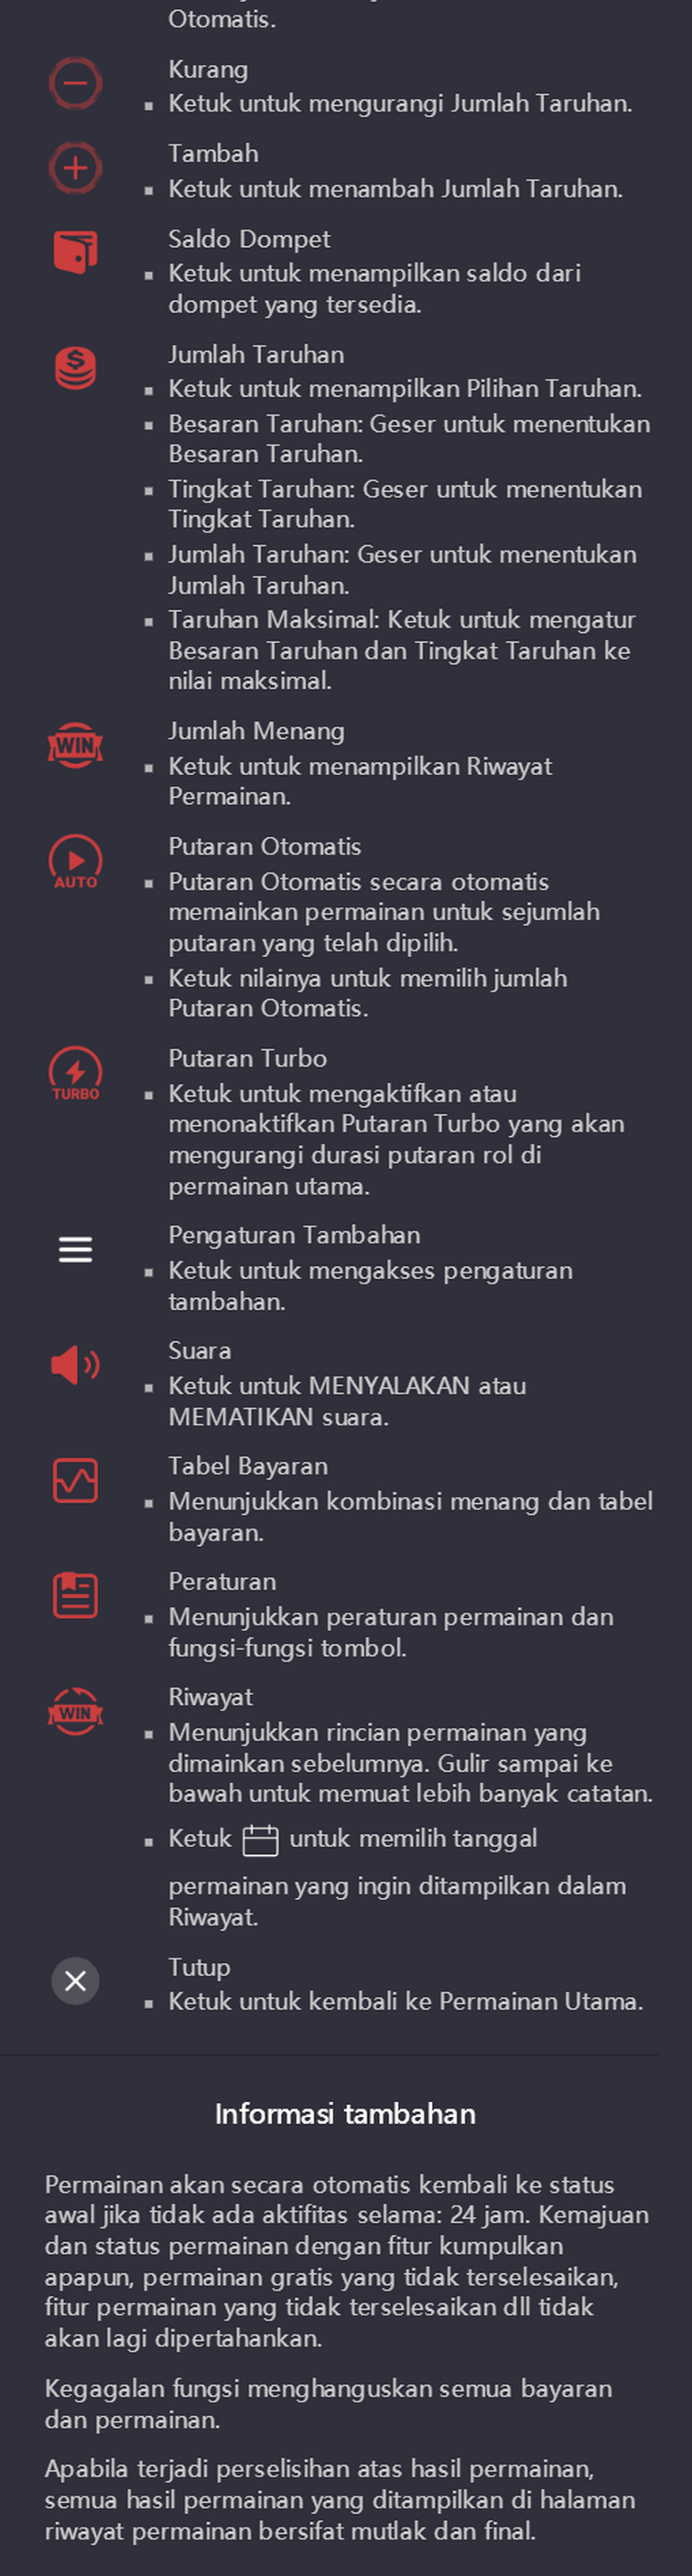 Otomatis.
Kurang
▪ Ketuk untuk mengurangi Jumlah Taruhan.
Tambah
▪ Ketuk untuk menambah Jumlah Taruhan.
Saldo Dompet
▪ Ketuk untuk menampilkan saldo dari
dompet yang tersedia.
$
Jumlah Taruhan
▪ Ketuk untuk menampilkan Pilihan Taruhan.
▪ Besaran Taruhan: Geser untuk menentukan
Besaran Taruhan.
▪ Tingkat Taruhan: Geser untuk menentukan
Tingkat Taruhan.
▪ Jumlah Taruhan: Geser untuk menentukan
Jumlah Taruhan.
▪ Taruhan Maksimal: Ketuk untuk mengatur
Besaran Taruhan dan Tingkat Taruhan ke
nilai maksimal.
WIN
Jumlah Menang
▪ Ketuk untuk menampilkan Riwayat
Permainan.
AUTO
Putaran Otomatis
▪ Putaran Otomatis secara otomatis
memainkan permainan untuk sejumlah
putaran yang telah dipilih.
▪ Ketuk nilainya untuk memilih jumlah
Putaran Otomatis.
TURBO
Putaran Turbo
▪ Ketuk untuk mengaktifkan atau
menonaktifkan Putaran Turbo yang akan
mengurangi durasi putaran rol di
permainan utama.
Pengaturan Tambahan
▪ Ketuk untuk mengakses pengaturan
tambahan.
Suara
▪ Ketuk untuk MENYALAKAN atau
MEMATIKAN suara.
Tabel Bayaran
▪ Menunjukkan kombinasi menang dan tabel
bayaran.
Peraturan
▪ Menunjukkan peraturan permainan dan
fungsi-fungsi tombol.
WIN
Riwayat
▪ Menunjukkan rincian permainan yang
dimainkan sebelumnya. Gulir sampai ke
bawah untuk memuat lebih banyak catatan.
▪ Ketuk untuk memilih tanggal
permainan yang ingin ditampilkan dalam
Riwayat.
Tutup
▪ Ketuk untuk kembali ke Permainan Utama.
Informasi tambahan
Permainan akan secara otomatis kembali ke status
awal jika tidak ada aktifitas selama: 24 jam. Kemajuan
dan status permainan dengan fitur kumpulkan
apapun, permainan gratis yang tidak terselesaikan,
fitur permainan yang tidak terselesaikan dll tidak
akan lagi dipertahankan.
Kegagalan fungsi menghanguskan semua bayaran
dan permainan.
Apabila terjadi perselisihan atas hasil permainan,
semua hasil permainan yang ditampilkan di halaman
riwayat permainan bersifat mutlak dan final.